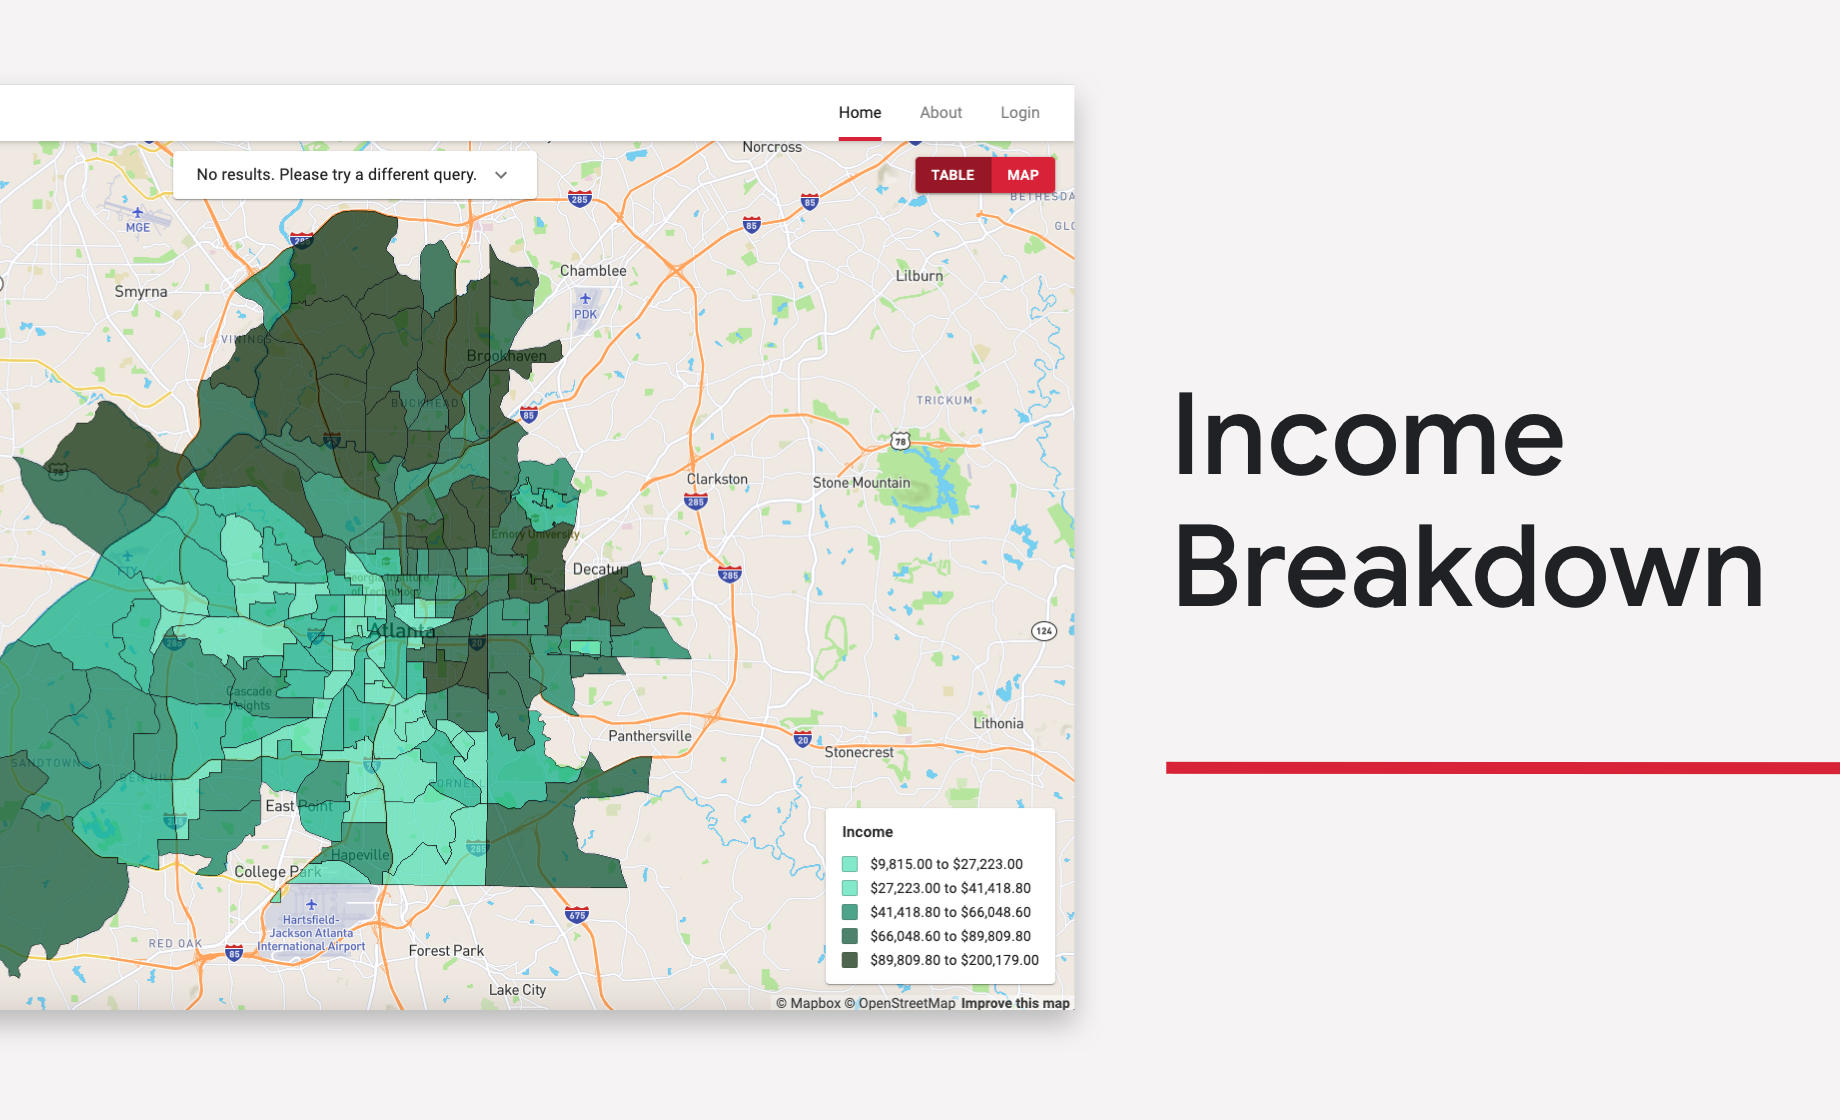 Home About Login
No results. Please try a different query.
TABLE MAP
Norcross
BETHESDA
285
85
85
MGE
285
Chamble​e
Lilburn
Smyrna
PDK
VININGS
Brookhaven
BUCKHEAD
TRICKUM
85
78
78
Clarkston
Stone Mountain
285
Emory University
FTY
Decatur
285
Georgia Institute
of Technology
Atlanta
20
124
Cascade
Heights
Lithonia
Panthersville
20
Stonecrest
SANDTOWN
BEN HILL
East Point
Hapeville
285
College Park
Hartsfield-
Jackson Atlanta
International Airport
675
RED OAK
85
Forest Park
Lake City
Income
$9,815.00 to $27,223.00
$27,223.00 to $41,418.80
$41,418.80 to $66,048.60
$66,048.60 to $89,809.80
$89,809.80 to $200,179.00
© Mapbox © OpenStreetMap Improve this map
Income
Breakdown